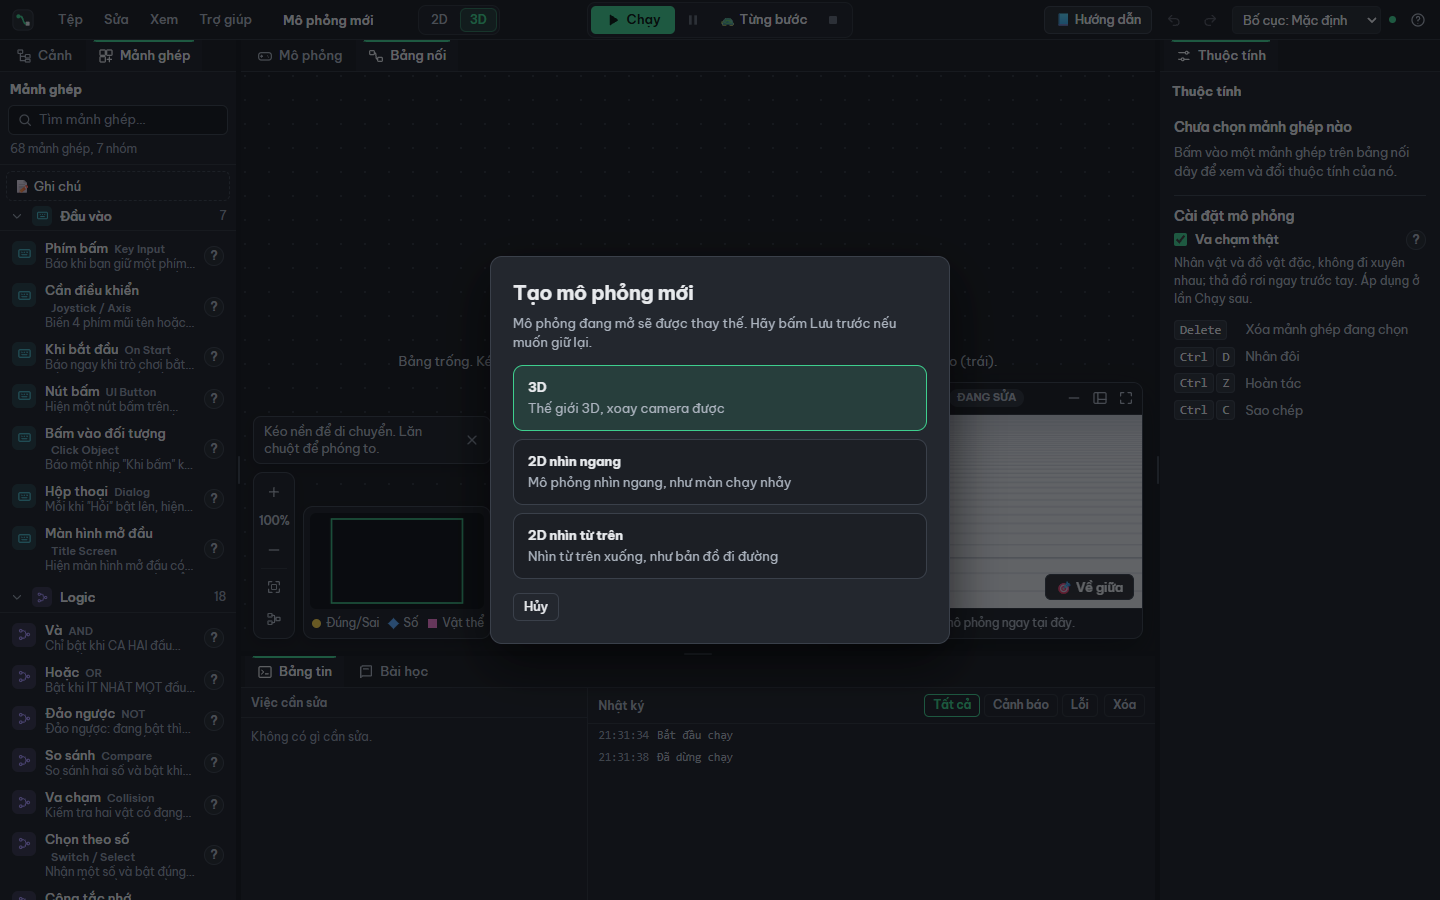 Tệp Sửa Xem Trợ giúp Mô phỏng mới 2D 3D Chạy Từng bước Hướng dẫn Bố cục: Mặc định
Cảnh Mảnh ghép
Mô phỏng Bảng nối
Thuộc tính
Mảnh ghép
Tìm mảnh ghép...
68 mảnh ghép, 7 nhóm
Ghi chú
Đầu vào 7
Phím bấm Key Input
Báo khi bạn giữ một phím... ?
Cần điều khiển
Joystick / Axis
Biến 4 phím mũi tên hoặc... ?
Khi bắt đầu On Start
Báo ngay khi trò chơi bắt... ?
Nút bấm UI Button
Hiện một nút bấm trên... ?
Bấm vào đối tượng
Click Object
Báo một nhịp "Khi bấm" k... ?
Hộp thoại Dialog
Mỗi khi "Hỏi" bật lên, hiện... ?
Màn hình mở đầu
Title Screen
Hiện màn hình mở đầu có... ?
Logic 18
Và AND
Chỉ bật khi CẢ HAI đầu... ?
Hoặc OR
Bật khi ÍT NHẤT MỘT đầu... ?
Đảo ngược NOT
Đảo ngược: đang bật thì... ?
So sánh Compare
So sánh hai số và bật khi... ?
Va chạm Collision
Kiểm tra hai vật có đang... ?
Chọn theo số
Switch / Select
Nhận một số và bật đúng... ?
Công tắc nhớ
Bảng trống. Ké
o (trái).
Kéo nền để di chuyển. Lăn
chuột để phóng to.
100%
Đúng/Sai Số Vật thể
Tạo mô phỏng mới
Mô phỏng đang mở sẽ được thay thế. Hãy bấm Lưu trước nếu
muốn giữ lại.
3D
Thế giới 3D, xoay camera được
2D nhìn ngang
Mô phỏng nhìn ngang, như màn chạy nhảy
2D nhìn từ trên
Nhìn từ trên xuống, như bản đồ đi đường
Hủy
ĐANG SỬA
Về giữa
mô phỏng ngay tại đây.
Bảng tin Bài học
Việc cần sửa
Không có gì cần sửa.
Nhật ký Tất cả Cảnh báo Lỗi Xóa
21:31:34 Bắt đầu chạy
21:31:38 Đã dừng chạy
Thuộc tính
Chưa chọn mảnh ghép nào
Bấm vào một mảnh ghép trên bảng nối
dây để xem và đổi thuộc tính của nó.
Cài đặt mô phỏng
Va chạm thật ?
Nhân vật và đồ vật đặc, không đi xuyên
nhau; thả đồ rơi ngay trước tay. Áp dụng ở
lần Chạy sau.
Delete Xóa mảnh ghép đang chọn
Ctrl D Nhân đôi
Ctrl Z Hoàn tác
Ctrl C Sao chép